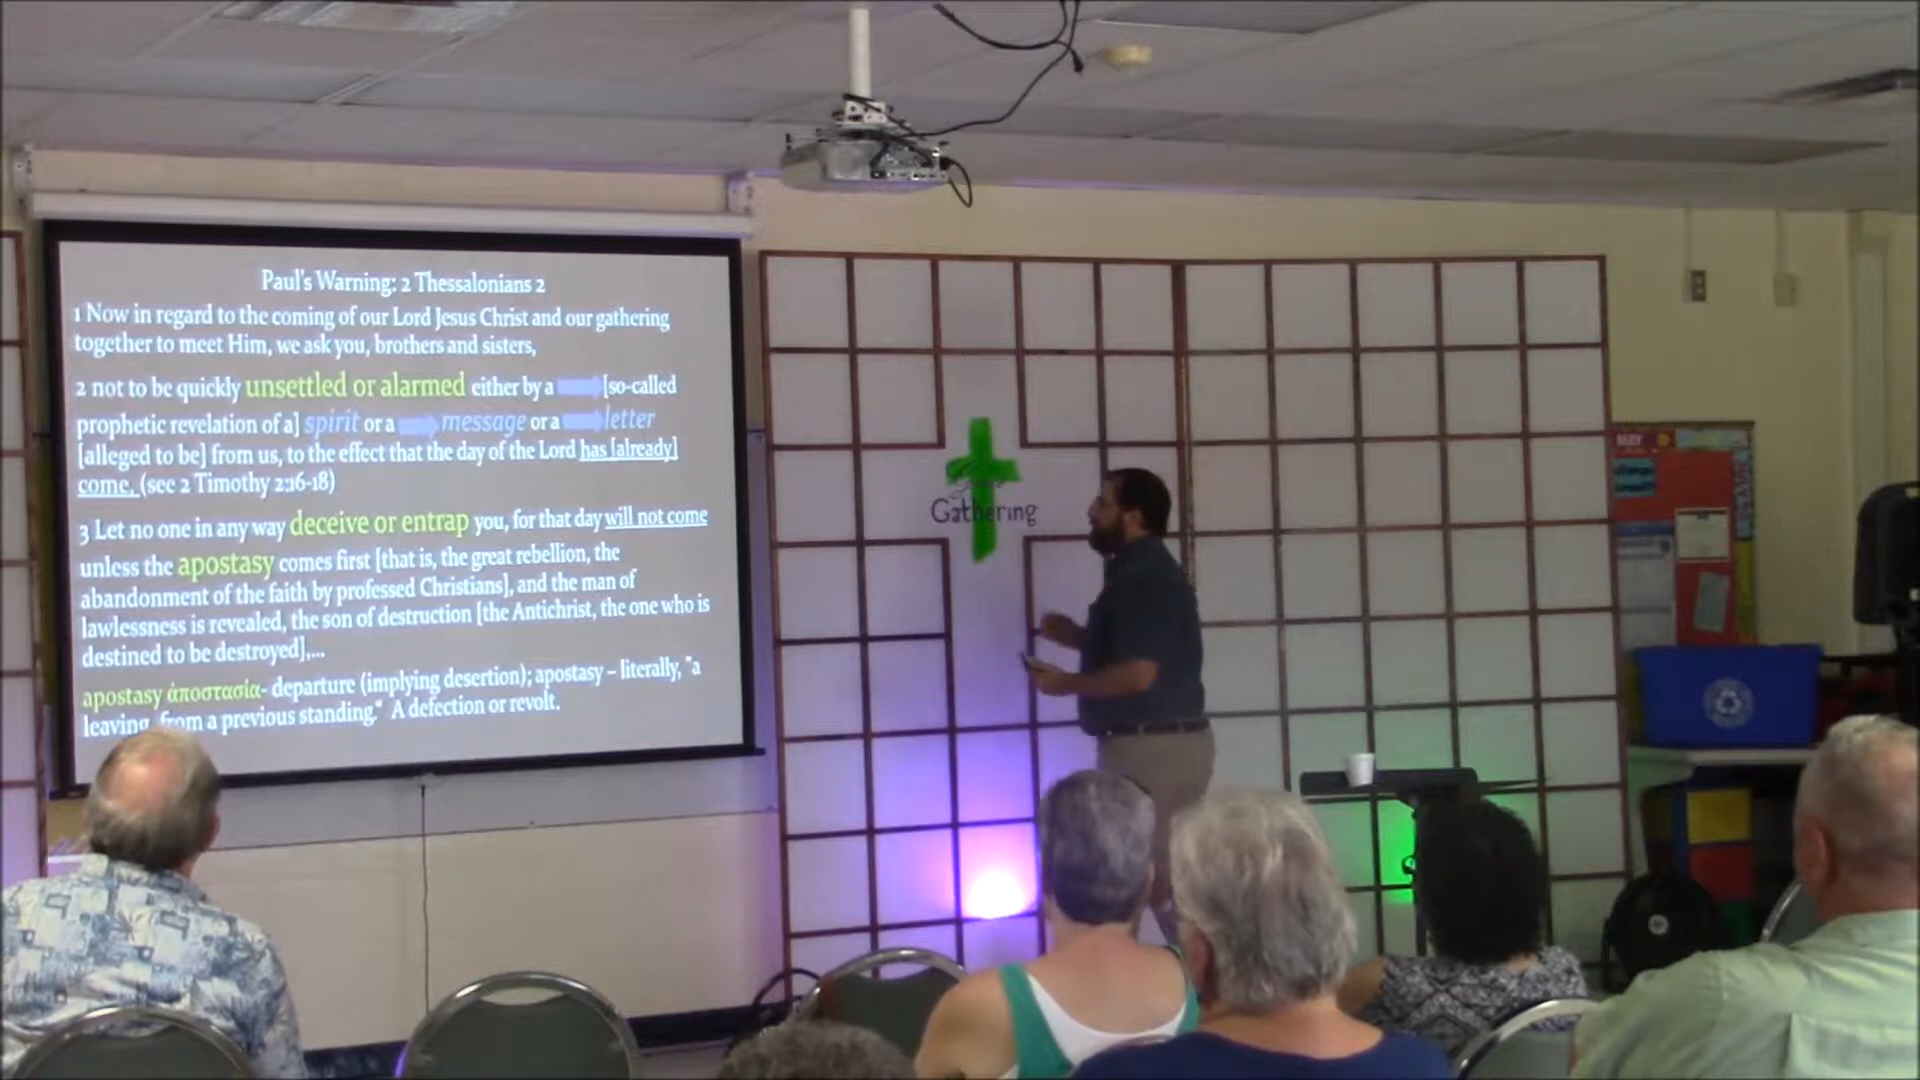 Paul's Warning: 2 Thessalonians 2
1 Now in regard to the coming of our Lord Jesus Christ and our gathering
together to meet Him, we ask you, brothers and sisters,
2 not to be quickly unsettled or alarmed either by a [so-called
prophetic revelation of a] spirit or a message or a letter
[alleged to be] from us, to the effect that the day of the Lord has [already]
come, (see 2 Timothy 2:16-18)
3 Let no one in any way deceive or entrap you, for that day will not come
unless the apostasy comes first [that is, the great rebellion, the
abandonment of the faith by professed Christians], and the man of
lawlessness is revealed, the son of destruction [the Antichrist, the one who is
destined to be destroyed],...
apostasy ἀποστασία- departure (implying desertion); apostasy – literally, "a
leaving, from a previous standing." A defection or revolt.
Gathering
MAY